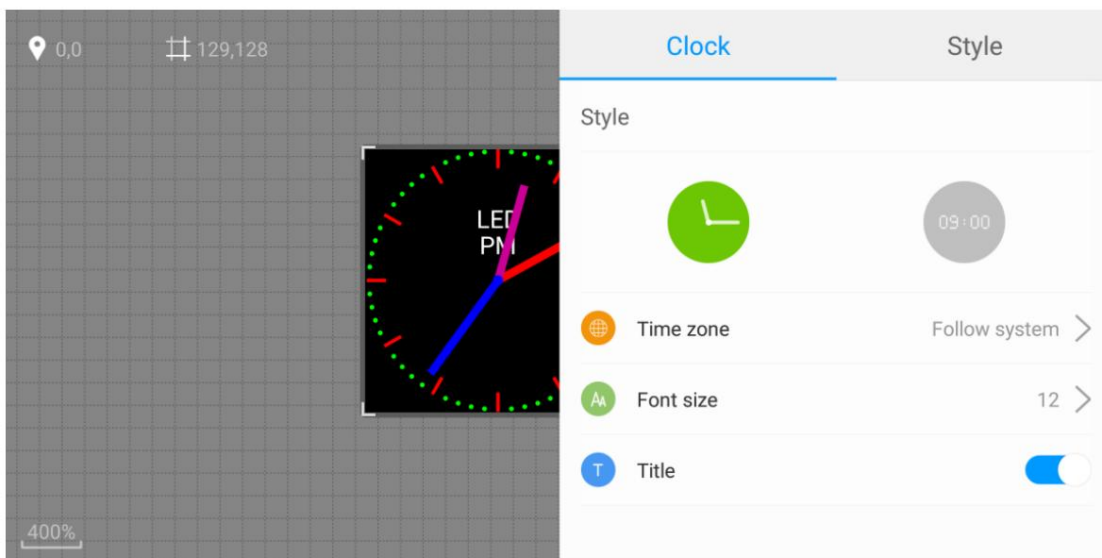 0,0
129,128
LED
PM
400%
Clock
Style
Style
09:00
Time zone
Follow system
Font size
12
Title